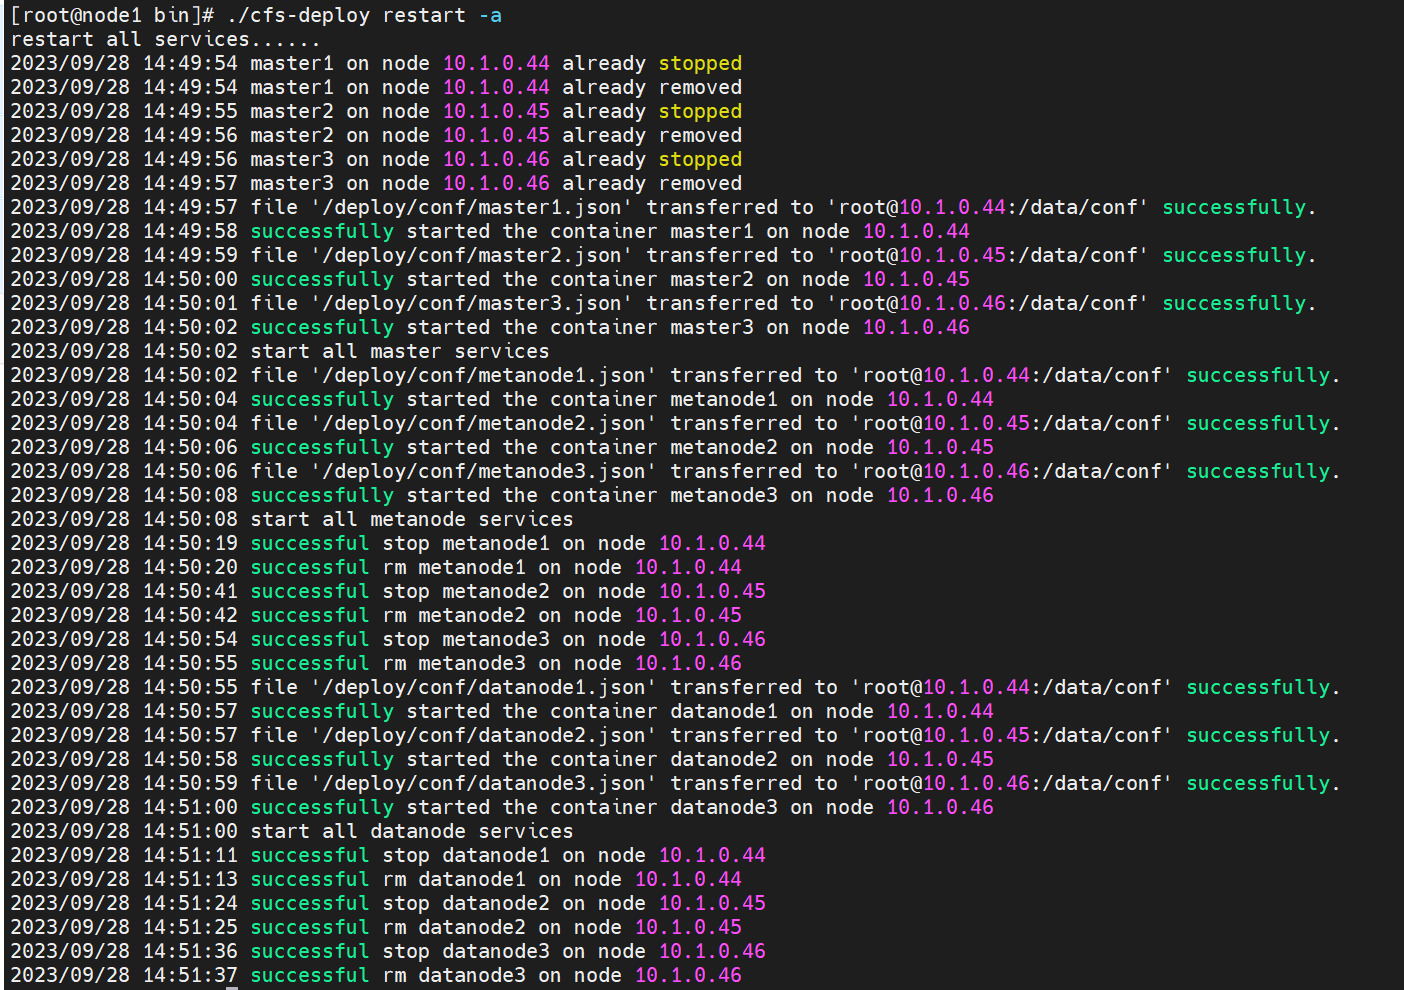 [root@node1 bin]# ./cfs-deploy restart -a
restart all services......
2023/09/28 14:49:54 master1 on node 10.1.0.44 already stopped
2023/09/28 14:49:54 master1 on node 10.1.0.44 already removed
2023/09/28 14:49:55 master2 on node 10.1.0.45 already stopped
2023/09/28 14:49:56 master2 on node 10.1.0.45 already removed
2023/09/28 14:49:56 master3 on node 10.1.0.46 already stopped
2023/09/28 14:49:57 master3 on node 10.1.0.46 already removed
2023/09/28 14:49:57 file '/deploy/conf/master1.json' transferred to 'root@10.1.0.44:/data/conf' successfully.
2023/09/28 14:49:58 successfully started the container master1 on node 10.1.0.44
2023/09/28 14:49:59 file '/deploy/conf/master2.json' transferred to 'root@10.1.0.45:/data/conf' successfully.
2023/09/28 14:50:00 successfully started the container master2 on node 10.1.0.45
2023/09/28 14:50:01 file '/deploy/conf/master3.json' transferred to 'root@10.1.0.46:/data/conf' successfully.
2023/09/28 14:50:02 successfully started the container master3 on node 10.1.0.46
2023/09/28 14:50:02 start all master services
2023/09/28 14:50:02 file '/deploy/conf/metanode1.json' transferred to 'root@10.1.0.44:/data/conf' successfully.
2023/09/28 14:50:04 successfully started the container metanode1 on node 10.1.0.44
2023/09/28 14:50:04 file '/deploy/conf/metanode2.json' transferred to 'root@10.1.0.45:/data/conf' successfully.
2023/09/28 14:50:06 successfully started the container metanode2 on node 10.1.0.45
2023/09/28 14:50:06 file '/deploy/conf/metanode3.json' transferred to 'root@10.1.0.46:/data/conf' successfully.
2023/09/28 14:50:08 successfully started the container metanode3 on node 10.1.0.46
2023/09/28 14:50:08 start all metanode services
2023/09/28 14:50:19 successful stop metanode1 on node 10.1.0.44
2023/09/28 14:50:20 successful rm metanode1 on node 10.1.0.44
2023/09/28 14:50:41 successful stop metanode2 on node 10.1.0.45
2023/09/28 14:50:42 successful rm metanode2 on node 10.1.0.45
2023/09/28 14:50:54 successful stop metanode3 on node 10.1.0.46
2023/09/28 14:50:55 successful rm metanode3 on node 10.1.0.46
2023/09/28 14:50:55 file '/deploy/conf/datanode1.json' transferred to 'root@10.1.0.44:/data/conf' successfully.
2023/09/28 14:50:57 successfully started the container datanode1 on node 10.1.0.44
2023/09/28 14:50:57 file '/deploy/conf/datanode2.json' transferred to 'root@10.1.0.45:/data/conf' successfully.
2023/09/28 14:50:58 successfully started the container datanode2 on node 10.1.0.45
2023/09/28 14:50:59 file '/deploy/conf/datanode3.json' transferred to 'root@10.1.0.46:/data/conf' successfully.
2023/09/28 14:51:00 successfully started the container datanode3 on node 10.1.0.46
2023/09/28 14:51:00 start all datanode services
2023/09/28 14:51:11 successful stop datanode1 on node 10.1.0.44
2023/09/28 14:51:13 successful rm datanode1 on node 10.1.0.44
2023/09/28 14:51:24 successful stop datanode2 on node 10.1.0.45
2023/09/28 14:51:25 successful rm datanode2 on node 10.1.0.45
2023/09/28 14:51:36 successful stop datanode3 on node 10.1.0.46
2023/09/28 14:51:37 successful rm datanode3 on node 10.1.0.46